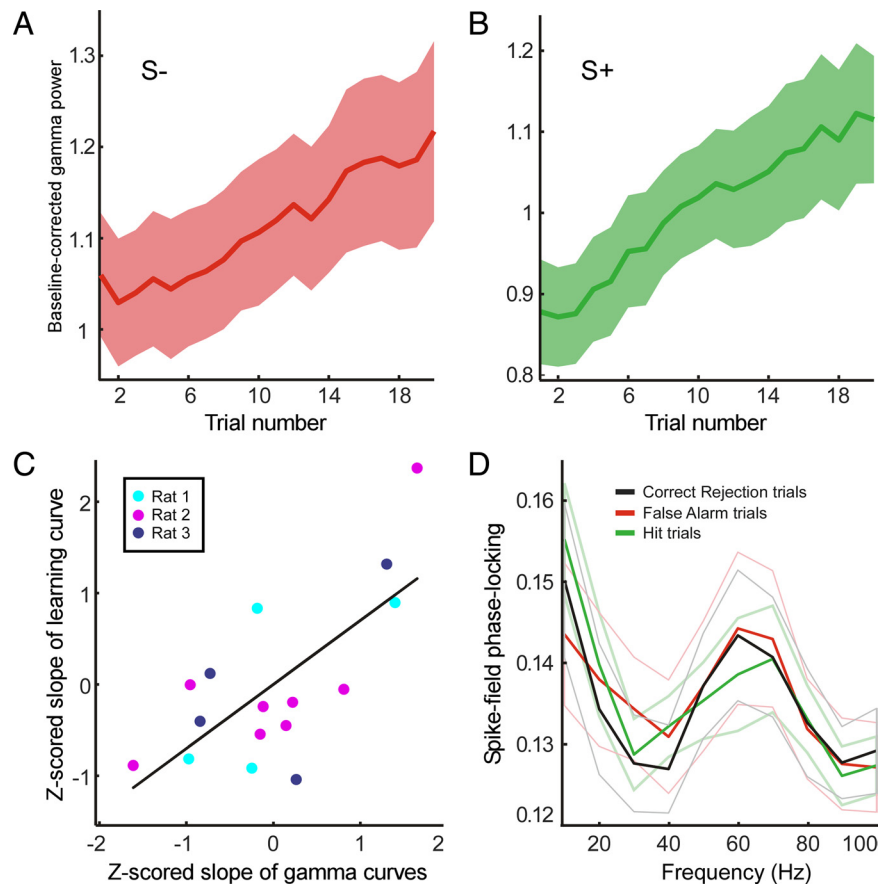 A
S-
Baseline-corrected gamma power
1.3
1.2
1.1
1
2 6 10 14 18
Trial number
B
S+
1.2
1.1
1
0.9
0.8
2 6 10 14 18
Trial number
C
Z-scored slope of learning curve
Rat 1
Rat 2
Rat 3
2
1
0
-1
-2 -1 0 1 2
Z-scored slope of gamma curves
D
Spike-field phase-locking
Correct Rejection trials
False Alarm trials
Hit trials
0.16
0.15
0.14
0.13
0.12
20 40 60 80 100
Frequency (Hz)